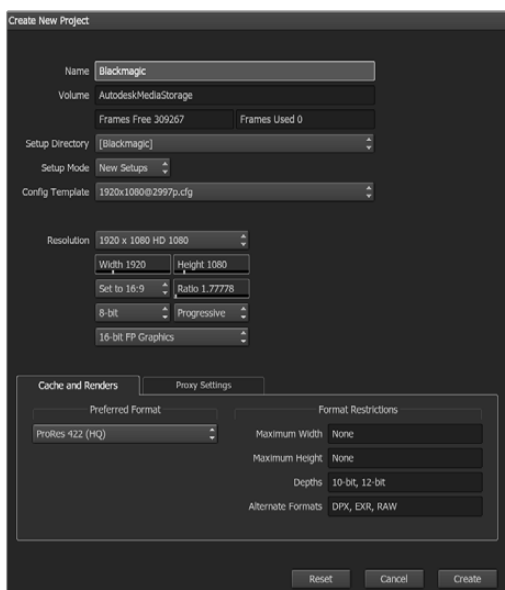 Create New Project
Name Blackmagic
Volume AutodeskMediaStorage
Frames Free 309267 Frames Used 0
Setup Directory [Blackmagic]
Setup Mode New Setups
Config Template 1920x1080@2997p.cfg
Resolution 1920 x 1080 HD 1080
Width 1920 Height 1080
Set to 16:9 Ratio 1.77778
8-bit Progressive
16-bit FP Graphics
Cache and Renders Proxy Settings
Preferred Format Format Restrictions
ProRes 422 (HQ) Maximum Width None
Maximum Height None
Depths 10-bit, 12-bit
Alternate Formats DPX, EXR, RAW
Reset Cancel Create